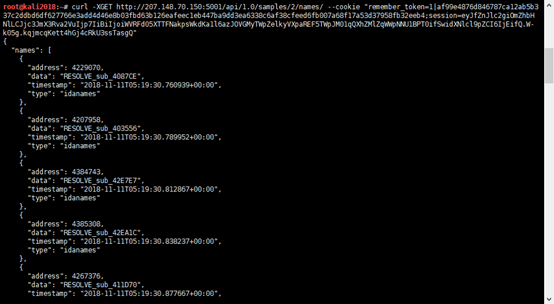 root@kali2018:~# curl -XGET http://207.148.70.150:5001/api/1.0/samples/2/names/ --cookie "remember_token=1|af99e4876d846787ca12ab5b3
37c2ddbd6df627766e3add4d46e8b03fbd63b126eafeec1eb447ba9dd3ea6338c6af38cfeed6fb007a68f17a53d37958fb32eeb4;session=eyJfZnJlc2giOmZhbH
{
"names": [
{
"address": 4229070,
"data": "RESOLVE_sub_4087CE",
"timestamp": "2018-11-11T05:19:30.760939+00:00",
"type": "idanames"
},
{
"address": 4207958,
"data": "RESOLVE_sub_403556",
"timestamp": "2018-11-11T05:19:30.789952+00:00",
"type": "idanames"
},
{
"address": 4384743,
"data": "RESOLVE_sub_42E7E7",
"timestamp": "2018-11-11T05:19:30.812867+00:00",
"type": "idanames"
},
{
"address": 4385308,
"data": "RESOLVE_sub_42EA1C",
"timestamp": "2018-11-11T05:19:30.838237+00:00",
"type": "idanames"
},
{
"address": 4267376,
"data": "RESOLVE_sub_411D70",
"timestamp": "2018-11-11T05:19:30.877667+00:00",